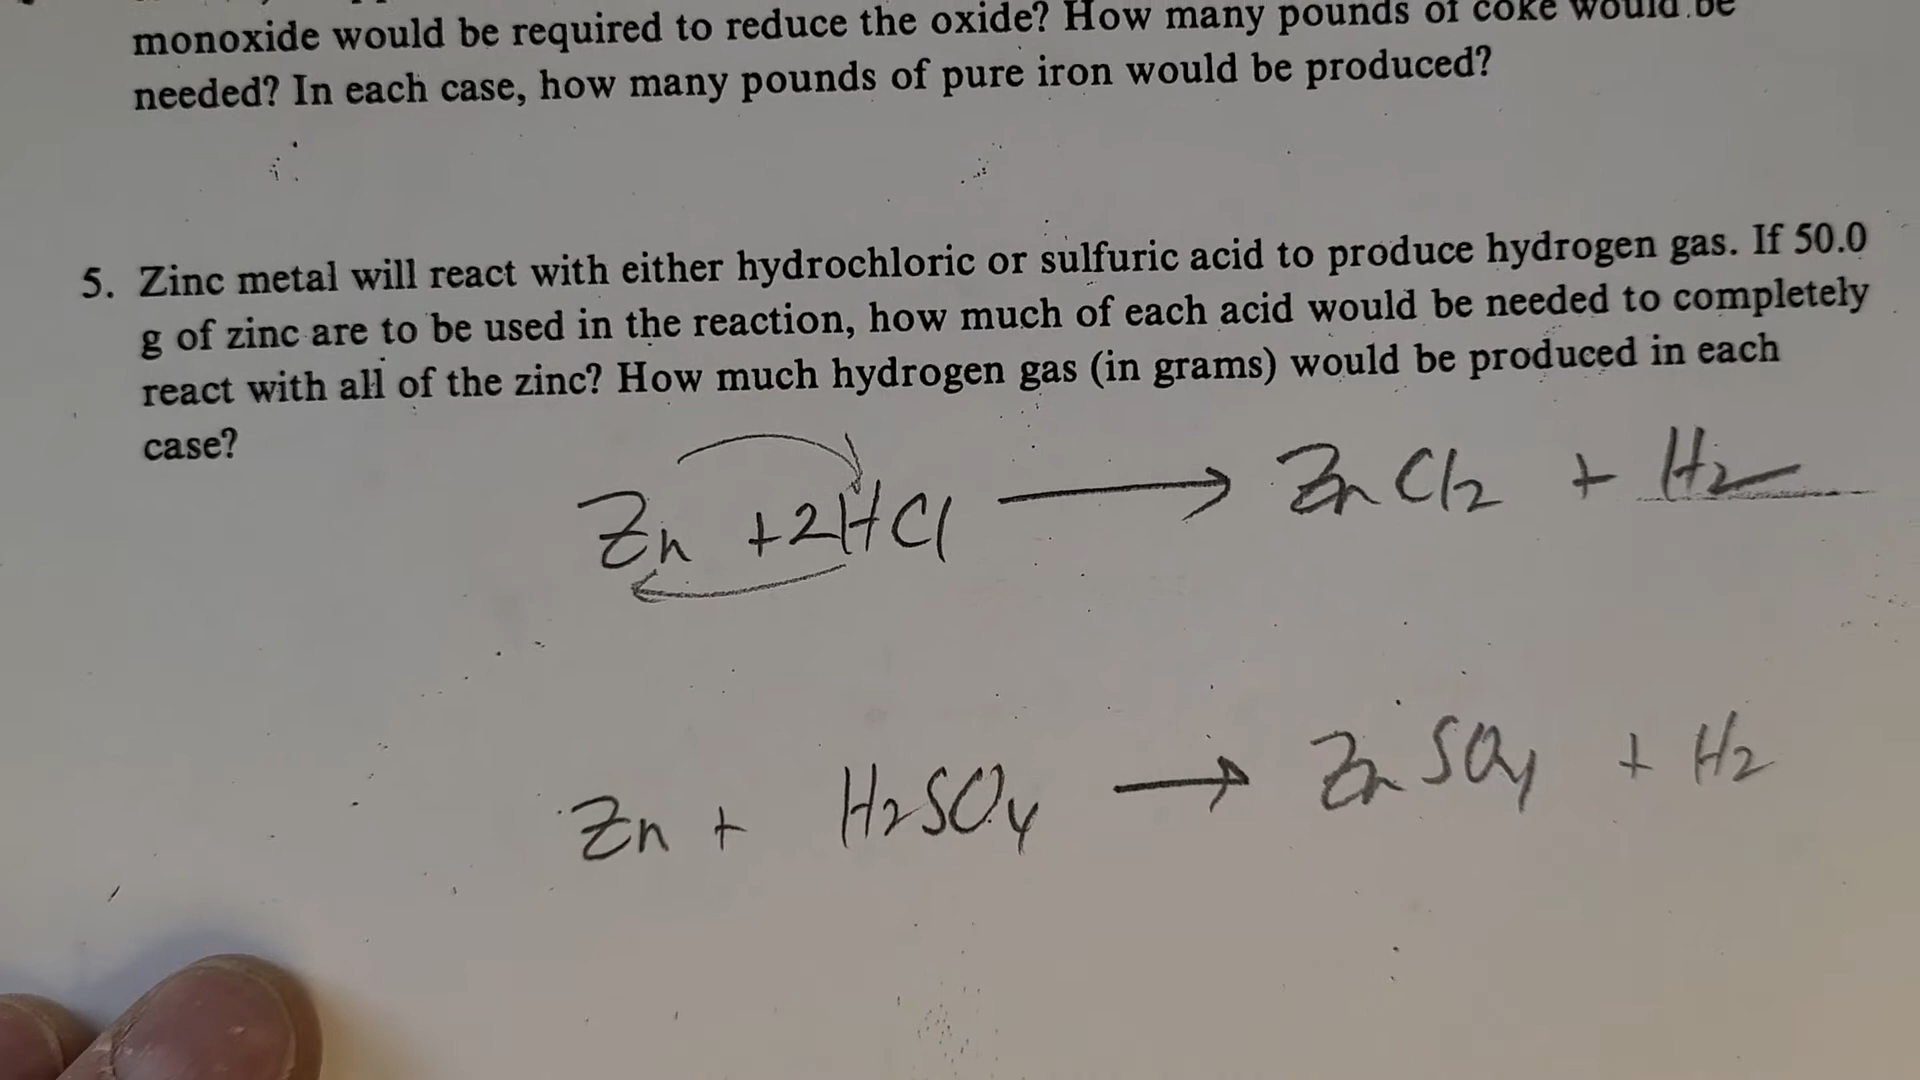 monoxide would be required to reduce the oxide? How many pounds of coke would be
needed? In each case, how many pounds of pure iron would be produced?
5. Zinc metal will react with either hydrochloric or sulfuric acid to produce hydrogen gas. If 50.0
g of zinc are to be used in the reaction, how much of each acid would be needed to completely
react with all of the zinc? How much hydrogen gas (in grams) would be produced in each
case?
Zn +2HCl → ZnCl2 + H2
Zn + H2SO4 → ZnSO4 + H2